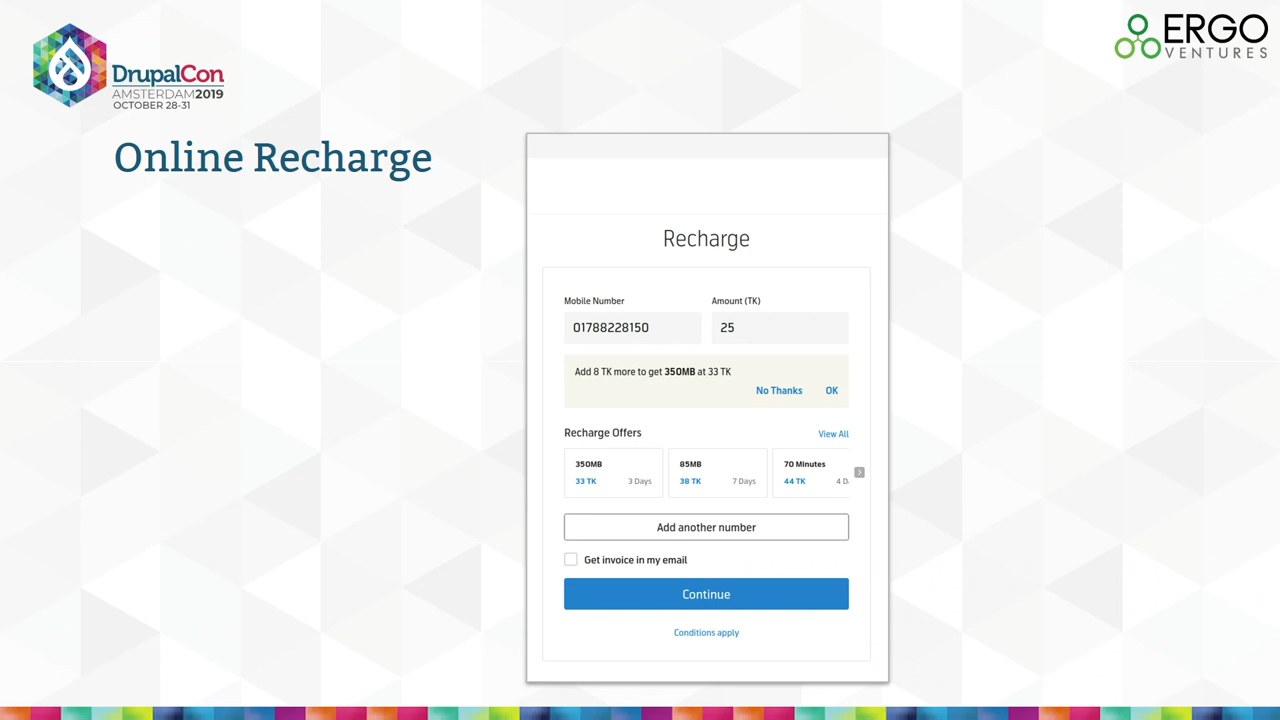 DrupalCon
AMSTERDAM2019
OCTOBER 28-31
ERGO
VENTURES
Online Recharge
Recharge
Mobile Number Amount (TK)
01788228150 25
Add 8 TK more to get 350MB at 33 TK
No Thanks OK
Recharge Offers View All
350MB 85MB 70 Minutes
33 TK 3 Days 38 TK 7 Days 44 TK 4 D
Add another number
Get invoice in my email
Continue
Conditions apply